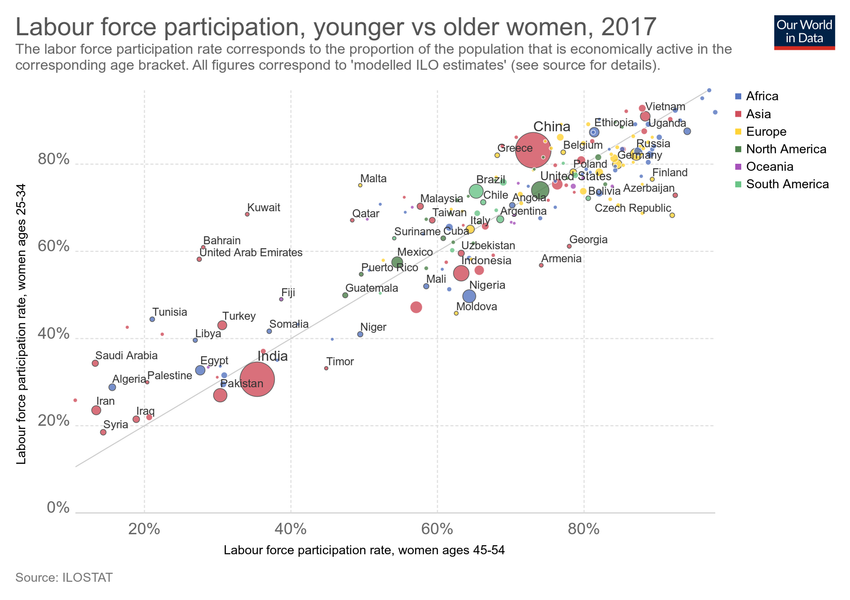 Labour force participation, younger vs older women, 2017
The labor force participation rate corresponds to the proportion of the population that is economically active in the
corresponding age bracket. All figures correspond to 'modelled ILO estimates' (see source for details).
Our World
in Data
Africa
Asia
Europe
North America
Oceania
South America
Labour force participation rate, women ages 25-34
80%
60%
40%
20%
0%
Vietnam
China
Ethiopia
Uganda
Greece
Belgium
Russia
Germany
Poland
Malta
Brazil
United States
Finland
Kuwait
Malaysia
Chile
Angola
Bolivia
Azerbaijan
Qatar
Taiwan
Argentina
Czech Republic
Italy
Suriname
Cuba
Bahrain
Uzbekistan
Georgia
United Arab Emirates
Mexico
Indonesia
Armenia
Puerto Rico
Mali
Nigeria
Fiji
Guatemala
Moldova
Tunisia
Turkey
Somalia
Niger
Libya
Saudi Arabia
Egypt
India
Timor
Algeria
Palestine
Pakistan
Iran
Iraq
Syria
20%
40%
60%
80%
Labour force participation rate, women ages 45-54
Source: ILOSTAT